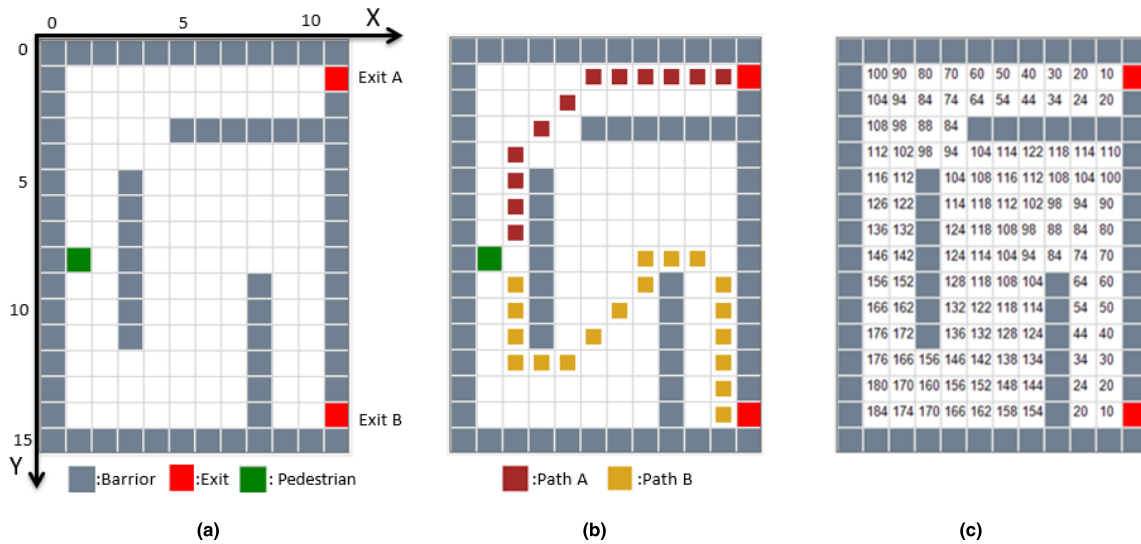 0 5 10 X
0
Exit A
5
10
Exit B
15
Y
:Barrior :Exit : Pedestrian
:Path A :Path B
100 90 80 70 60 50 40 30 20 10
104 94 84 74 64 54 44 34 24 20
108 98 88 84
112 102 98 94 104 114 122 118 114 110
116 112 104 108 116 112 108 104 100
126 122 114 118 112 102 98 94 90
136 132 124 118 108 98 88 84 80
146 142 124 114 104 94 84 74 70
156 152 128 118 108 104 64 60
166 162 132 122 118 114 54 50
176 172 136 132 128 124 44 40
176 166 156 146 142 138 134 34 30
180 170 160 156 152 148 144 24 20
184 174 170 166 162 158 154 20 10
(a) (b) (c)